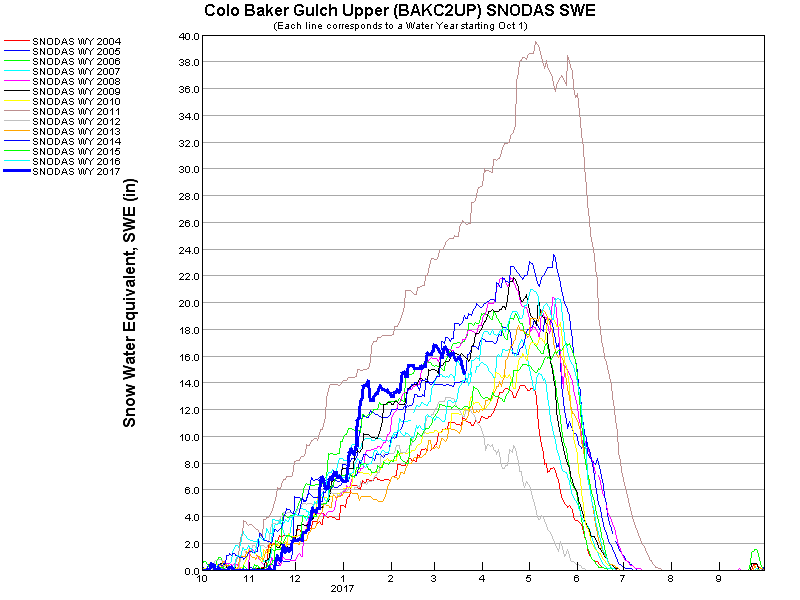 Colo Baker Gulch Upper (BAKC2UP) SNODAS SWE
(Each line corresponds to a Water Year starting Oct 1)
SNODAS WY 2004
SNODAS WY 2005
SNODAS WY 2006
SNODAS WY 2007
SNODAS WY 2008
SNODAS WY 2009
SNODAS WY 2010
SNODAS WY 2011
SNODAS WY 2012
SNODAS WY 2013
SNODAS WY 2014
SNODAS WY 2015
SNODAS WY 2016
SNODAS WY 2017
Snow Water Equivalent, SWE (in)
40.0
38.0
36.0
34.0
32.0
30.0
28.0
26.0
24.0
22.0
20.0
18.0
16.0
14.0
12.0
10.0
8.0
6.0
4.0
2.0
0.0
10 11 12 1 2 3 4 5 6 7 8 9
2017